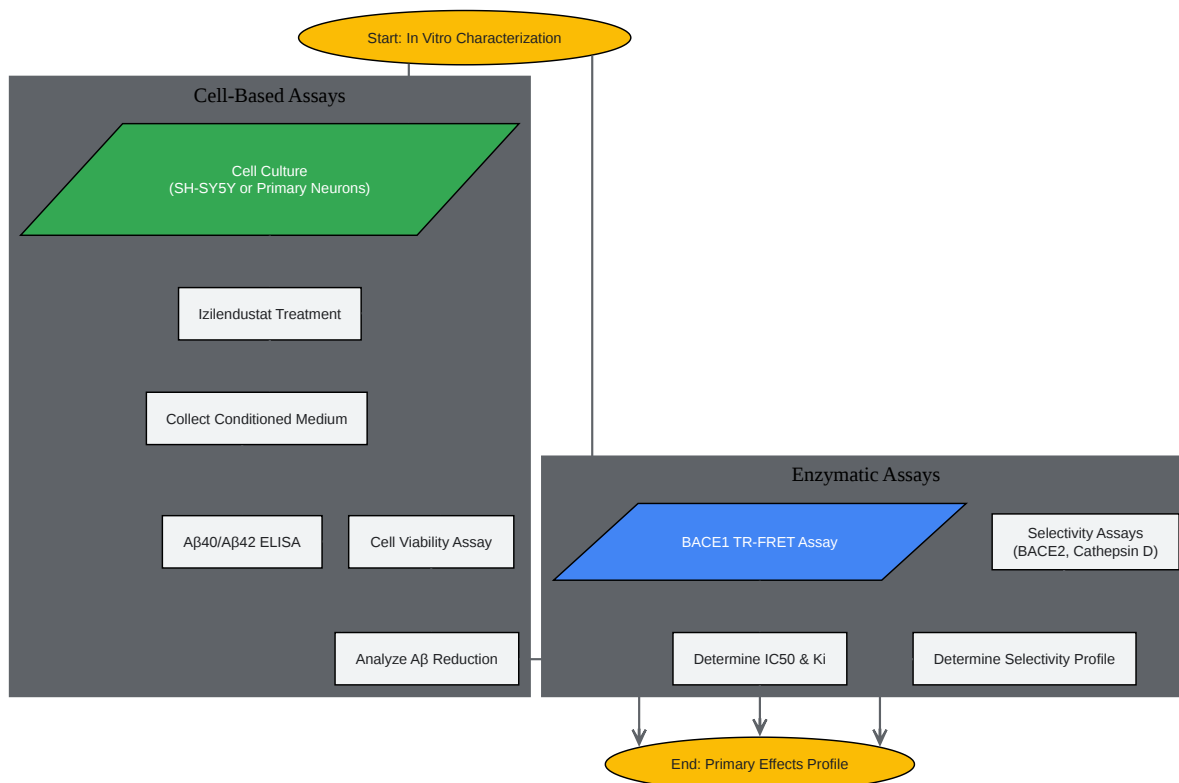 Start: In Vitro Characterization
Cell-Based Assays
Cell Culture
(SH-SY5Y or Primary Neurons)
Izilendustat Treatment
Collect Conditioned Medium
Aβ40/Aβ42 ELISA
Cell Viability Assay
Analyze Aβ Reduction
Enzymatic Assays
BACE1 TR-FRET Assay
Selectivity Assays
(BACE2, Cathepsin D)
Determine IC50 & Ki
Determine Selectivity Profile
End: Primary Effects Profile